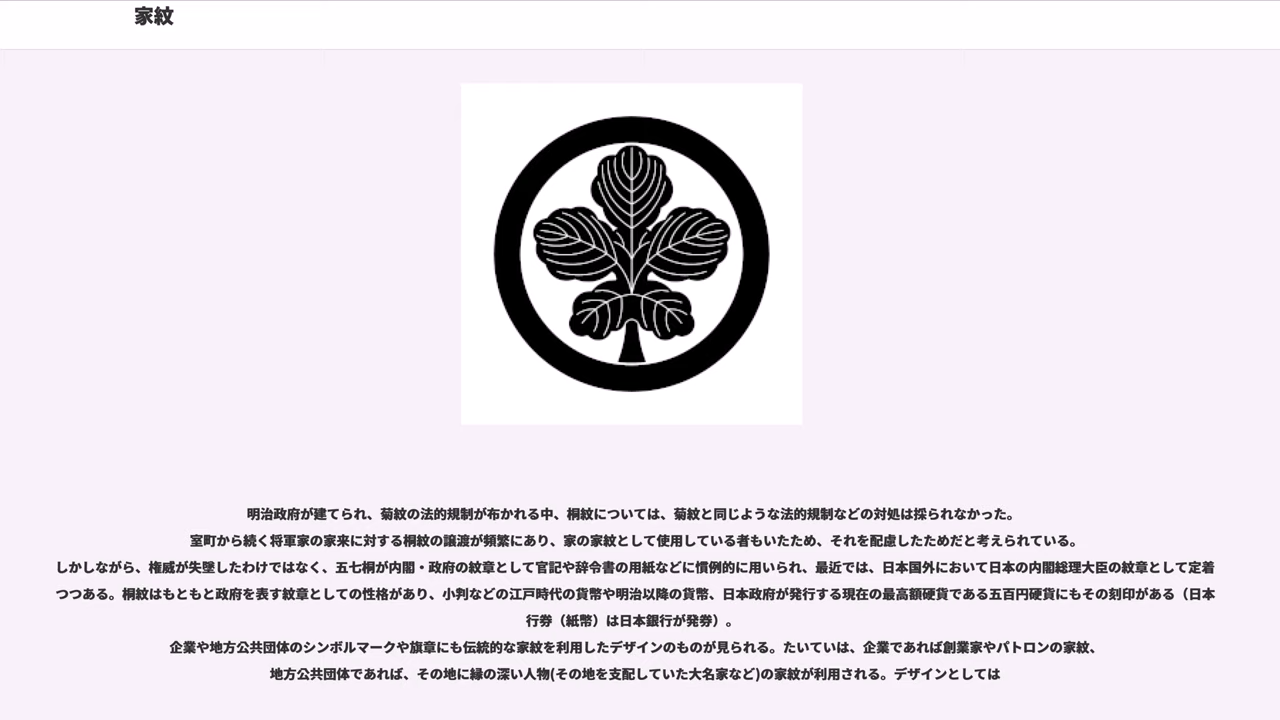 家紋
明治政府が建てられ、菊紋の法的規制が布かれる中、桐紋については、菊紋と同じような法的規制などの対処は採られなかった。
室町から続く将軍家の家来に対する桐紋の譲渡が頻繁にあり、家の家紋として使用している者もいたため、それを配慮したためだと考えられている。
しかしながら、権威が失墜したわけではなく、五七桐が内閣・政府の紋章として官記や辞令書の用紙などに慣例的に用いられ、最近では、日本国外において日本の内閣総理大臣の紋章として定着
つつある。桐紋はもともと政府を表す紋章としての性格があり、小判などの江戸時代の貨幣や明治以降の貨幣、日本政府が発行する現在の最高額硬貨である五百円硬貨にもその刻印がある（日本
行券（紙幣）は日本銀行が発券）。
企業や地方公共団体のシンボルマークや旗章にも伝統的な家紋を利用したデザインのものが見られる。たいていは、企業であれば創業家やパトロンの家紋、
地方公共団体であれば、その地に縁の深い人物(その地を支配していた大名家など)の家紋が利用される。デザインとしては